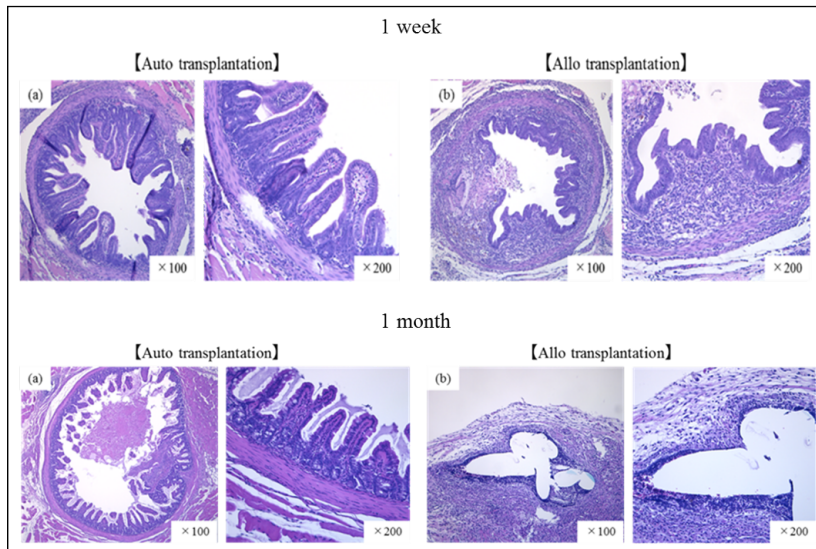 1 week
【Auto transplantation】 【Allo transplantation】
(a) (b)
×100 ×200 ×100 ×200
1 month
【Auto transplantation】 【Allo transplantation】
(a) (b)
×100 ×200 ×100 ×200